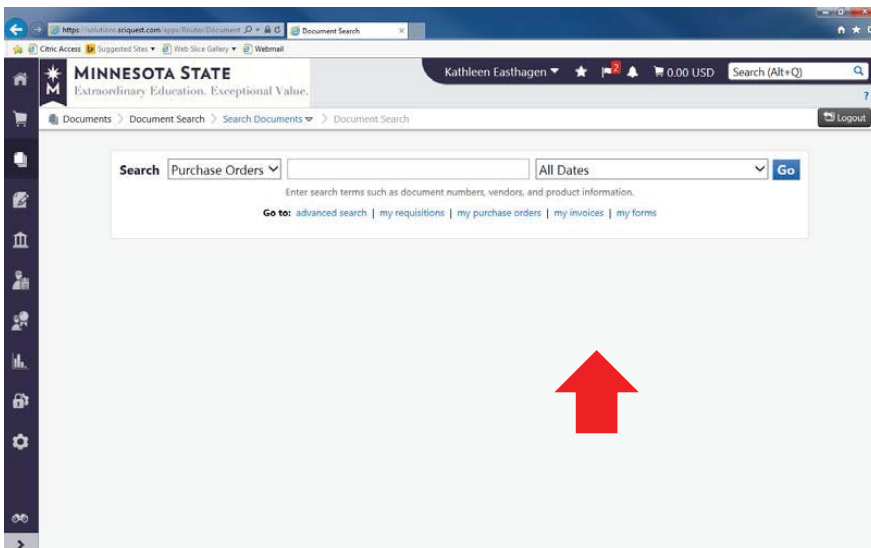 https://solutions.sciquest.com/apps/Router/Document
Document Search
Citric Access
Suggested Sites
Web Slice Gallery
Webmail
MINNESOTA STATE
Extraordinary Education. Exceptional Value.
Kathleen Easthagen
2
0.00 USD
Search (Alt+Q)
?
Documents > Document Search > Search Documents > Document Search
Logout
Search Purchase Orders All Dates Go
Enter search terms such as document numbers, vendors, and product information.
Go to: advanced search | my requisitions | my purchase orders | my invoices | my forms